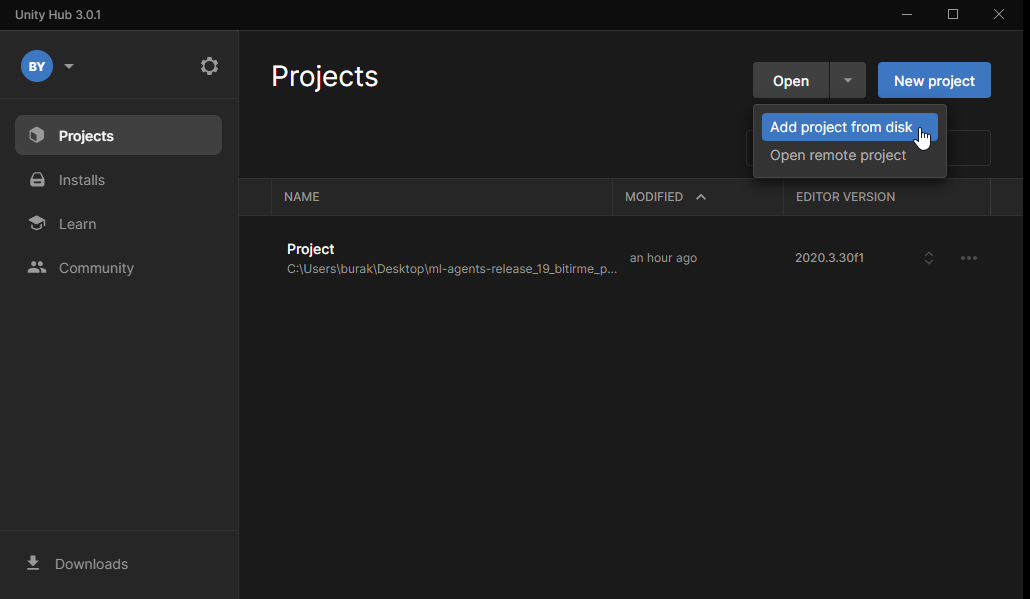 Unity Hub 3.0.1
BY
Projects
Installs
Learn
Community
Downloads
Projects
Open
New project
Add project from disk
Open remote project
NAME
MODIFIED
EDITOR VERSION
Project
C:\Users\burak\Desktop\ml-agents-release_19_bitirme_p...
an hour ago
2020.3.30f1